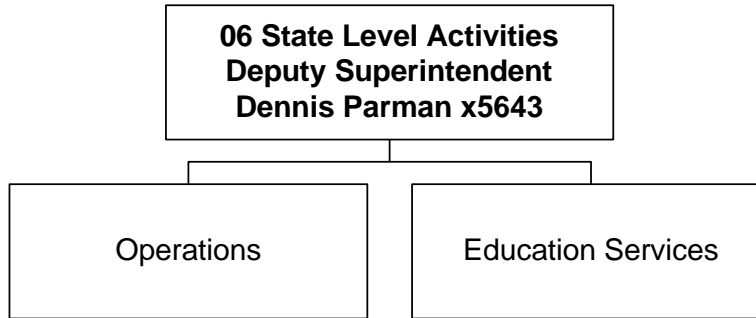 06 State Level Activities
Deputy Superintendent
Dennis Parman x5643
Operations
Education Services